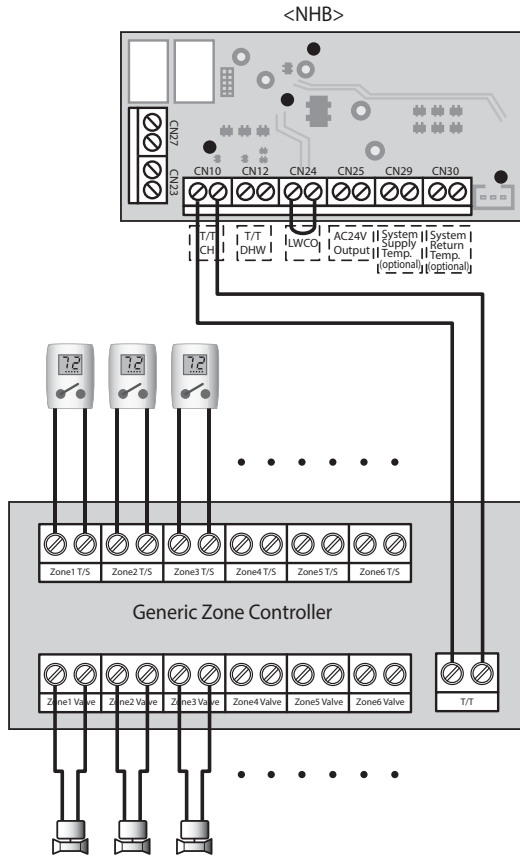 <NHB>
CN27
CN23
CN10 CN12 CN24 CN25 CN29 CN30
T/T CH
T/T DHW
LWCO
AC24V Output
System Supply Temp. (optional)
System Return Temp. (optional)
72 72 72
Zone1 T/S Zone2 T/S Zone3 T/S Zone4 T/S Zone5 T/S Zone6 T/S
Generic Zone Controller
Zone1 Valve Zone2 Valve Zone3 Valve Zone4 Valve Zone5 Valve Zone6 Valve
T/T